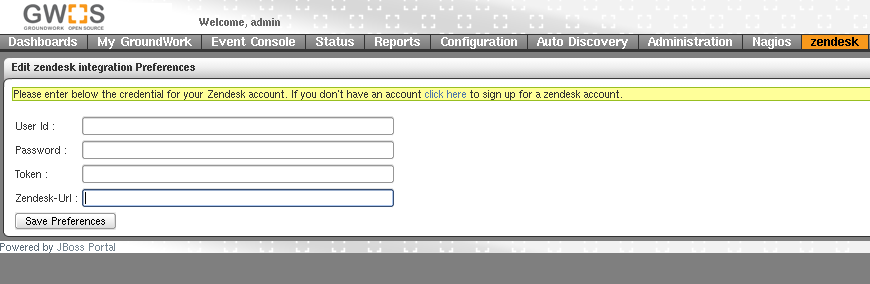 GWOS
GROUNDWORK OPEN SOURCE
Welcome, admin
Dashboards My GroundWork Event Console Status Reports Configuration Auto Discovery Administration Nagios zendesk
Edit zendesk integration Preferences
Please enter below the credential for your Zendesk account. If you don't have an account click here to sign up for a zendesk account.
User Id :
Password :
Token :
Zendesk-Url :
Save Preferences
Powered by JBoss Portal